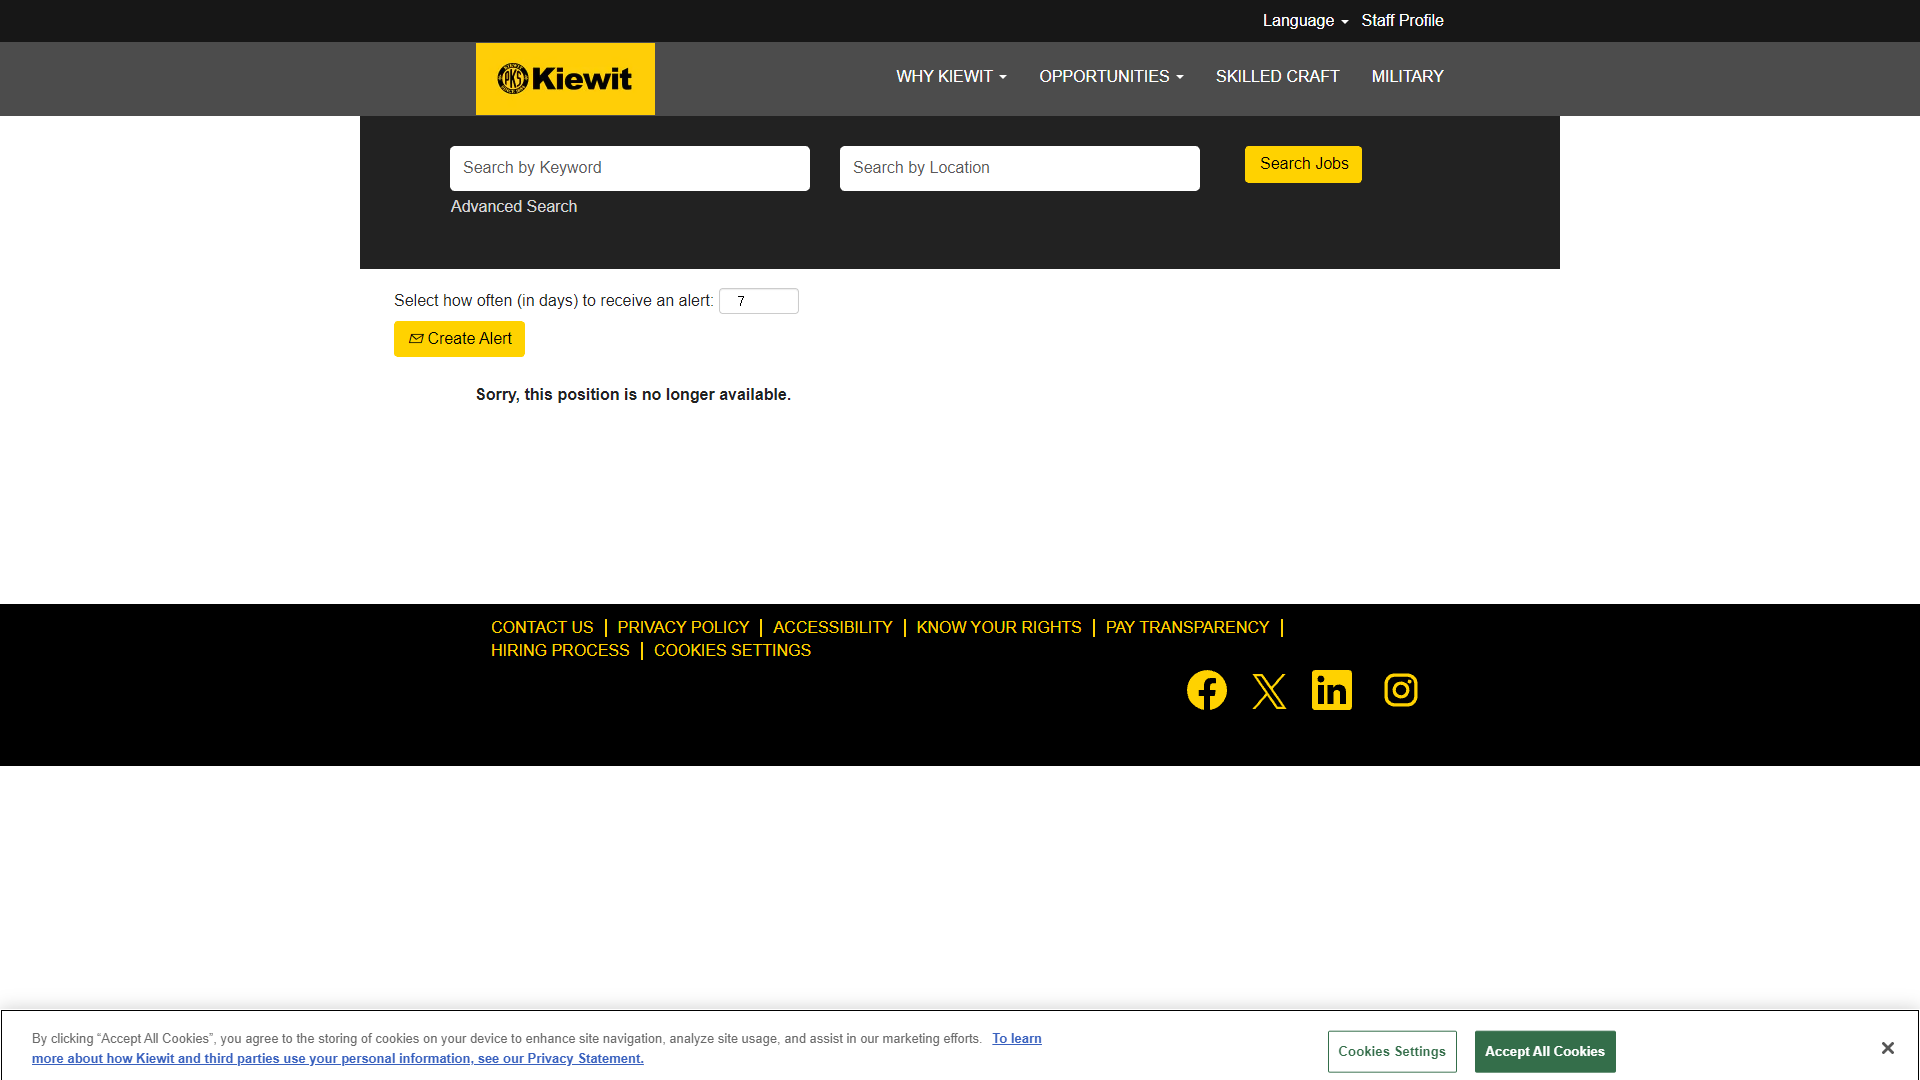 Language Staff Profile
PKS Kiewit
WHY KIEWIT OPPORTUNITIES SKILLED CRAFT MILITARY
Search by Keyword Search by Location Search Jobs
Advanced Search
Select how often (in days) to receive an alert: 7
Create Alert
Sorry, this position is no longer available.
CONTACT US PRIVACY POLICY ACCESSIBILITY KNOW YOUR RIGHTS PAY TRANSPARENCY
HIRING PROCESS COOKIES SETTINGS
By clicking “Accept All Cookies”, you agree to the storing of cookies on your device to enhance site navigation, analyze site usage, and assist in our marketing efforts. To learn
more about how Kiewit and third parties use your personal information, see our Privacy Statement.
Cookies Settings Accept All Cookies